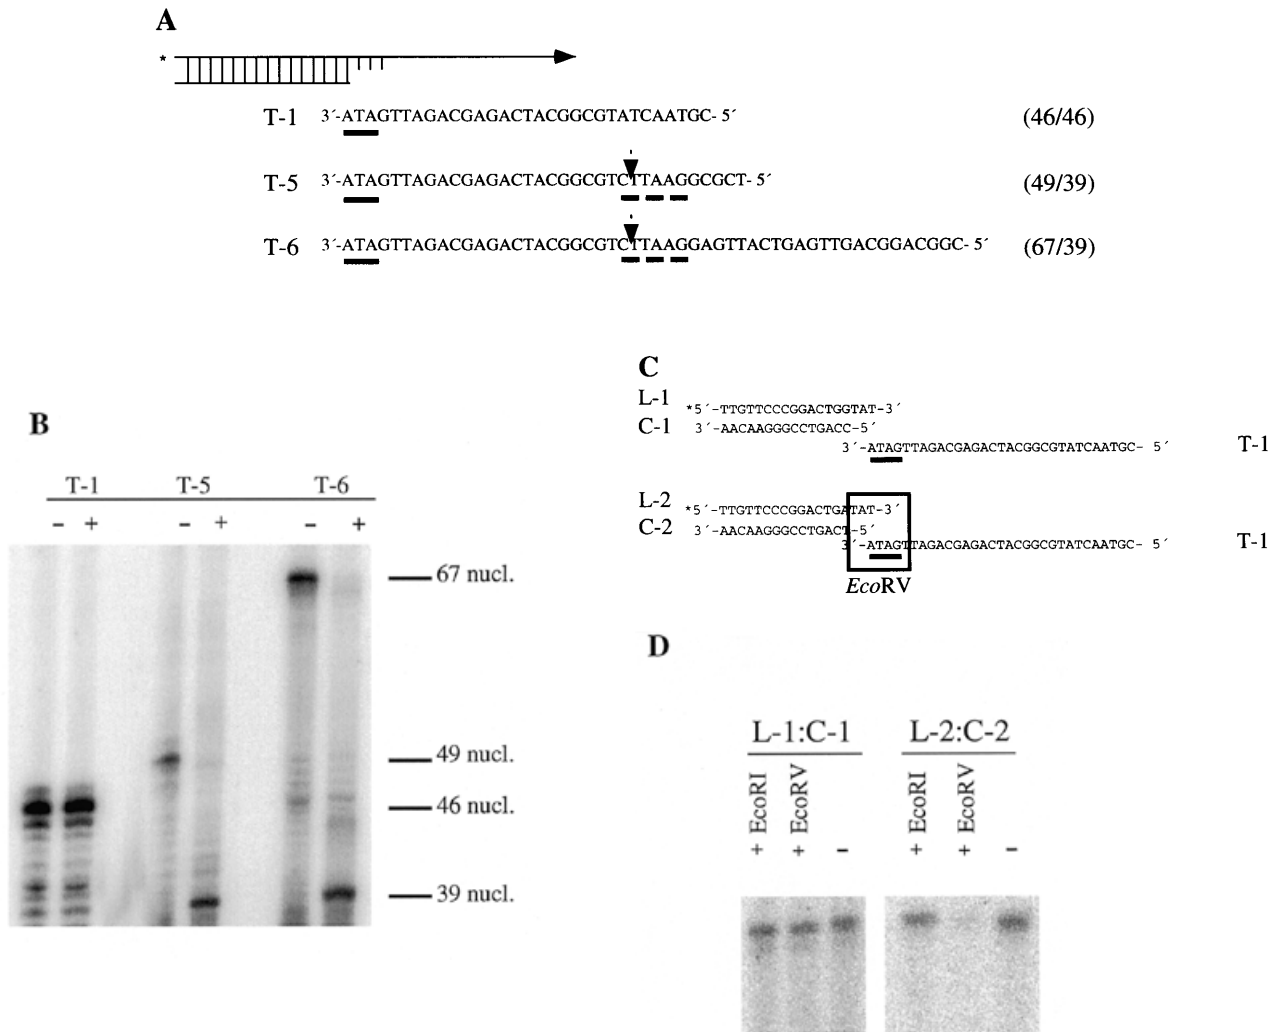 A
*
T-1 3´-ATAGTTAGACGAGACTACGGCGTATCAATGC- 5´ (46/46)
T-5 3´-ATAGTTAGACGAGACTACGGCGTCTTAAGGCGCT- 5´ (49/39)
T-6 3´-ATAGTTAGACGAGACTACGGCGTCTTAAGGAGTTACTGAGTTGACGGACGGC- 5´ (67/39)
B
T-1 T-5 T-6
– + – + – +
67 nucl.
49 nucl.
46 nucl.
39 nucl.
C
L-1 *5´-TTGTTCCCGGACTGGTAT-3´
C-1 3´-AACAAGGGCCTGACC-5´
3´-ATAGTTAGACGAGACTACGGCGTATCAATGC- 5´ T-1
L-2 *5´-TTGTTCCCGGACTGATAT-3´
C-2 3´-AACAAGGGCCTGACT-5´
3´-ATAGTTAGACGAGACTACGGCGTATCAATGC- 5´ T-1
EcoRV
D
L-1:C-1 L-2:C-2
+ EcoRI + EcoRV – + EcoRI + EcoRV –